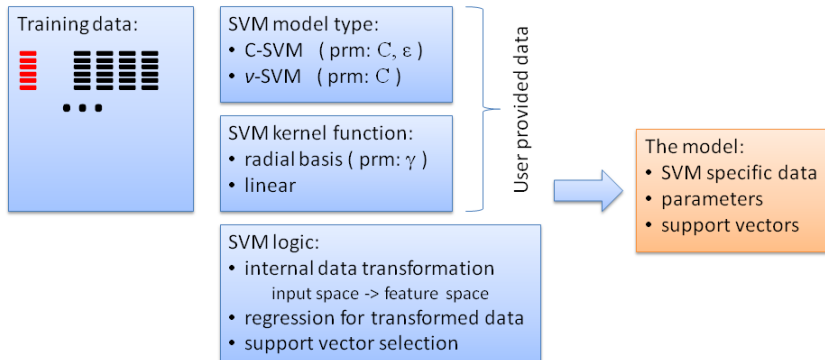 Training data:
SVM model type:
• C-SVM ( prm: C, ε)
• ν-SVM ( prm: C )
SVM kernel function:
• radial basis ( prm: γ )
• linear
User provided data
SVM logic:
• internal data transformation
input space -> feature space
• regression for transformed data
• support vector selection
The model:
• SVM specific data
• parameters
• support vectors